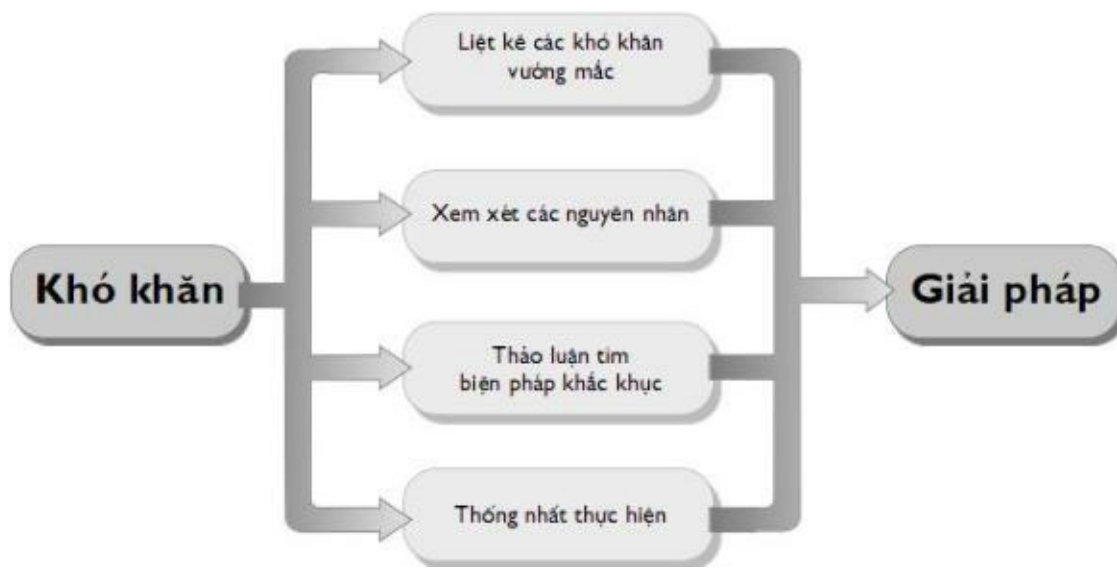 Khó khăn
Liệt kê các khó khăn
vướng mắc
Xem xét các nguyên nhân
Thảo luận tìm
biện pháp khắc khục
Thống nhất thực hiện
Giải pháp